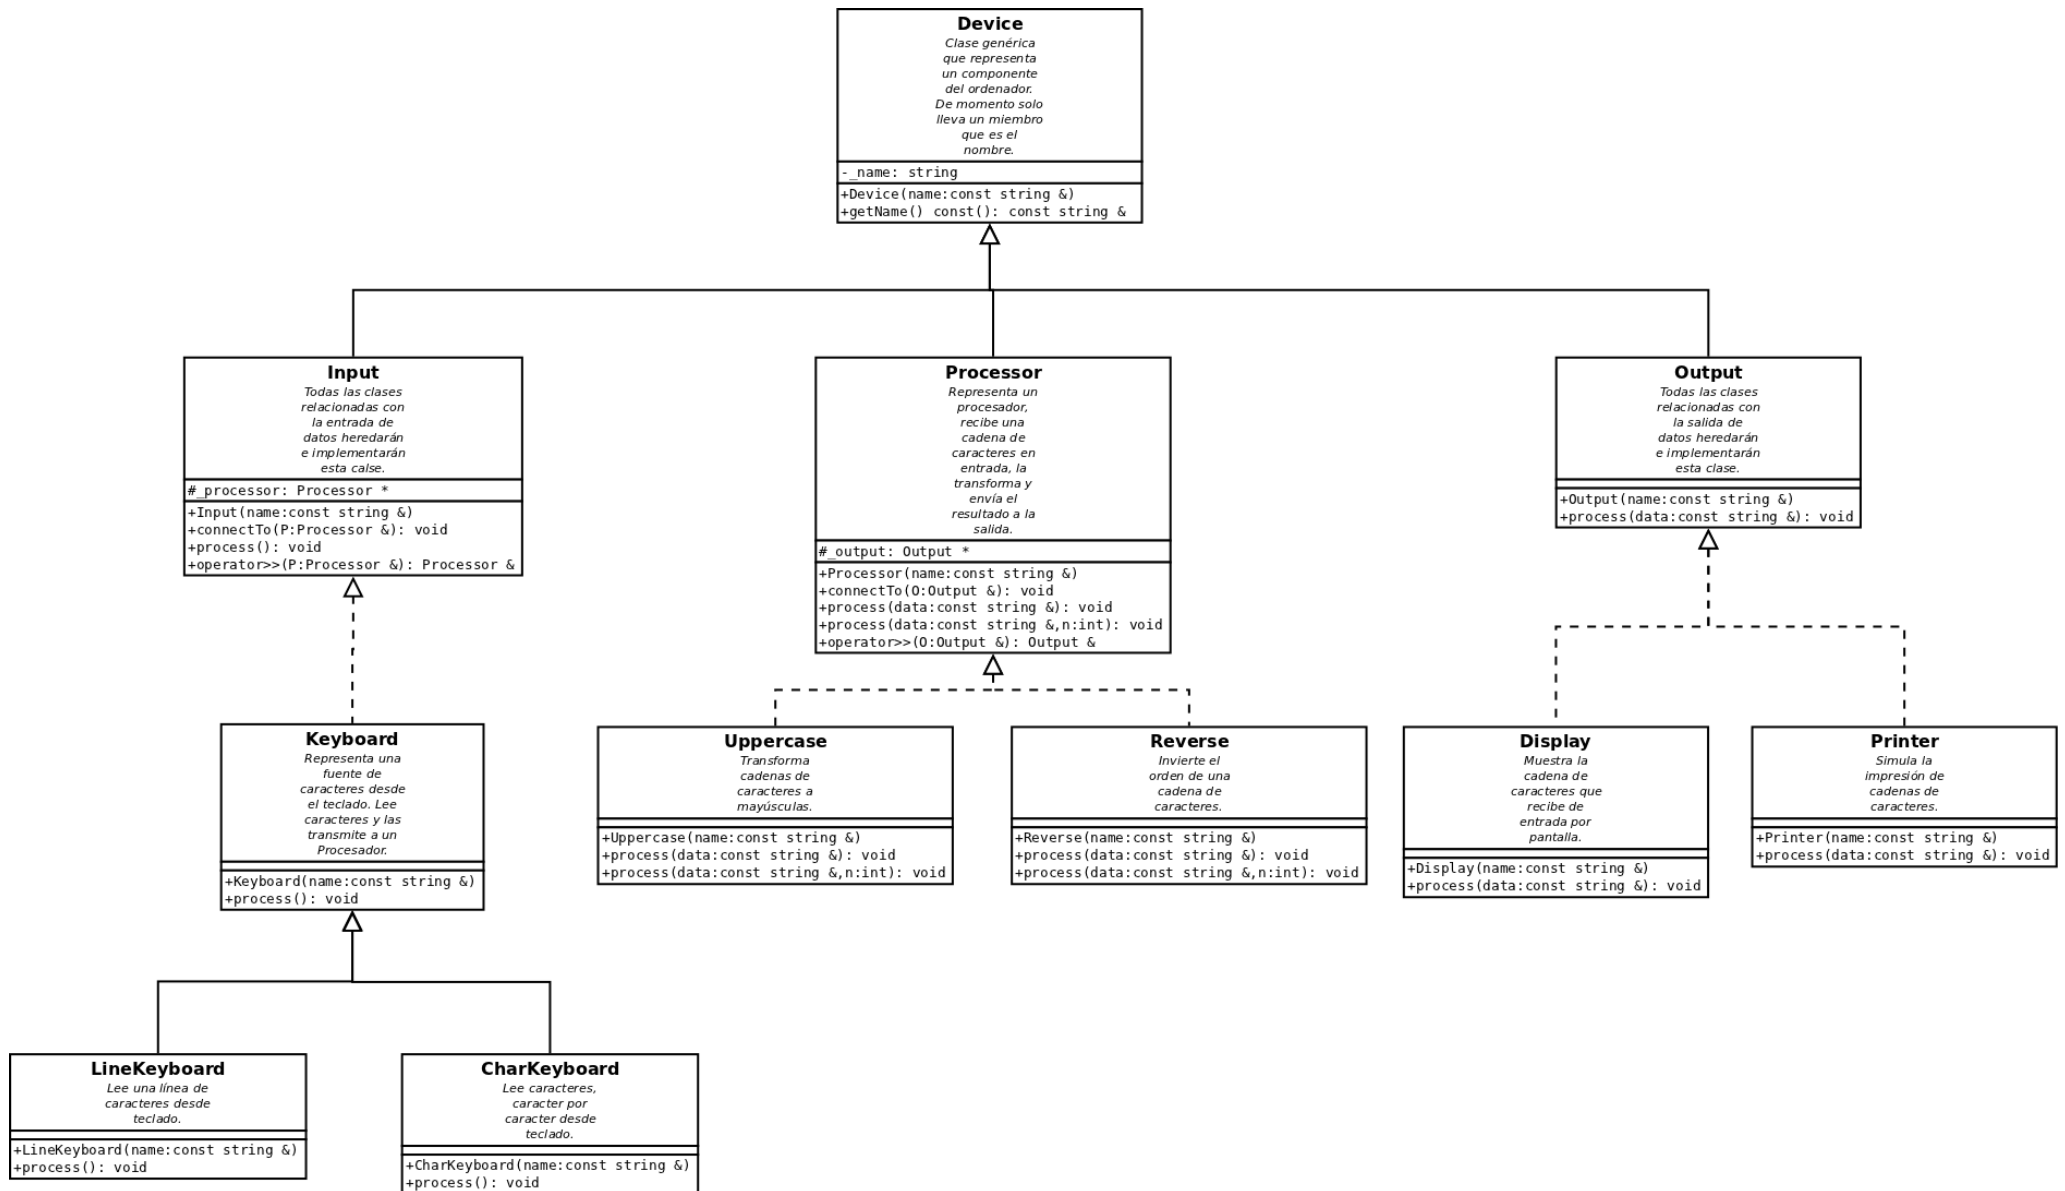 Device
Clase genérica
que representa
un componente
del ordenador.
De momento solo
lleva un miembro
que es el
nombre.
-_name: string
+Device(name:const string &)
+getName() const(): const string &
Input
Todas las clases
relacionadas con
la entrada de
datos heredarán
e implementarán
esta calse.
#_processor: Processor *
+Input(name:const string &)
+connectTo(P:Processor &): void
+process(): void
+operator>>(P:Processor &): Processor &
Processor
Representa un
procesador,
recibe una
cadena de
caracteres en
entrada, la
transforma y
envía el
resultado a la
salida.
#_output: Output *
+Processor(name:const string &)
+connectTo(O:Output &): void
+process(data:const string &): void
+process(data:const string &,n:int): void
+operator>>(O:Output &): Output &
Output
Todas las clases
relacionadas con
la salida de
datos heredarán
e implementarán
esta clase.
+Output(name:const string &)
+process(data:const string &): void
Keyboard
Representa una
fuente de
caracteres desde
el teclado. Lee
caracteres y las
transmite a un
Procesador.
+Keyboard(name:const string &)
+process(): void
Uppercase
Transforma
cadenas de
caracteres a
mayúsculas.
+Uppercase(name:const string &)
+process(data:const string &): void
+process(data:const string &,n:int): void
Reverse
Invierte el
orden de una
cadena de
caracteres.
+Reverse(name:const string &)
+process(data:const string &): void
+process(data:const string &,n:int): void
Display
Muestra la
cadena de
caracteres que
recibe de
entrada por
pantalla.
+Display(name:const string &)
+process(data:const string &): void
Printer
Simula la
impresión de
cadenas de
caracteres.
+Printer(name:const string &)
+process(data:const string &): void
LineKeyboard
Lee una línea de
caracteres desde
teclado.
+LineKeyboard(name:const string &)
+process(): void
CharKeyboard
Lee caracteres,
caracter por
caracter desde
teclado.
+CharKeyboard(name:const string &)
+process(): void